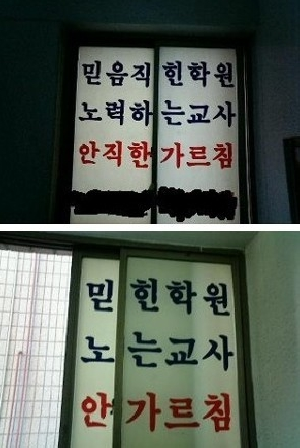 믿음직 힌학원
노력하 는교사
안직한 가르침
믿 힌학원
노 는교사
안 가르침